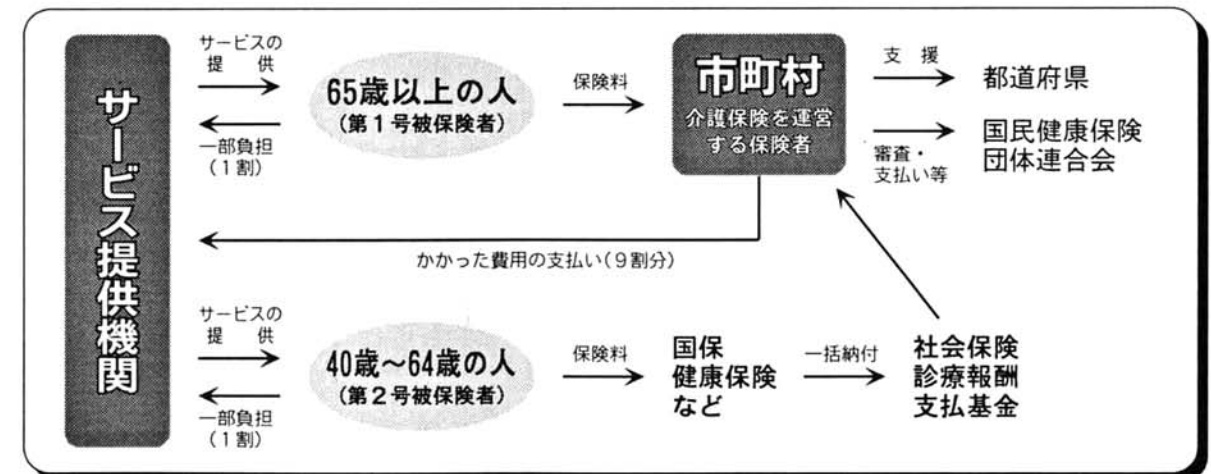 サービス提供機関
サービスの
提 供
一部負担
(1割)
65歳以上の人
(第1号被保険者)
保険料
市町村
介護保険を運営
する保険者
支 援
都道府県
審査・
支払い等
国民健康保険
団体連合会
かかった費用の支払い(9割分)
サービスの
提 供
一部負担
(1割)
40歳~64歳の人
(第2号被保険者)
保険料
国保
健康保険
など
一括納付
社会保険
診療報酬
支払基金